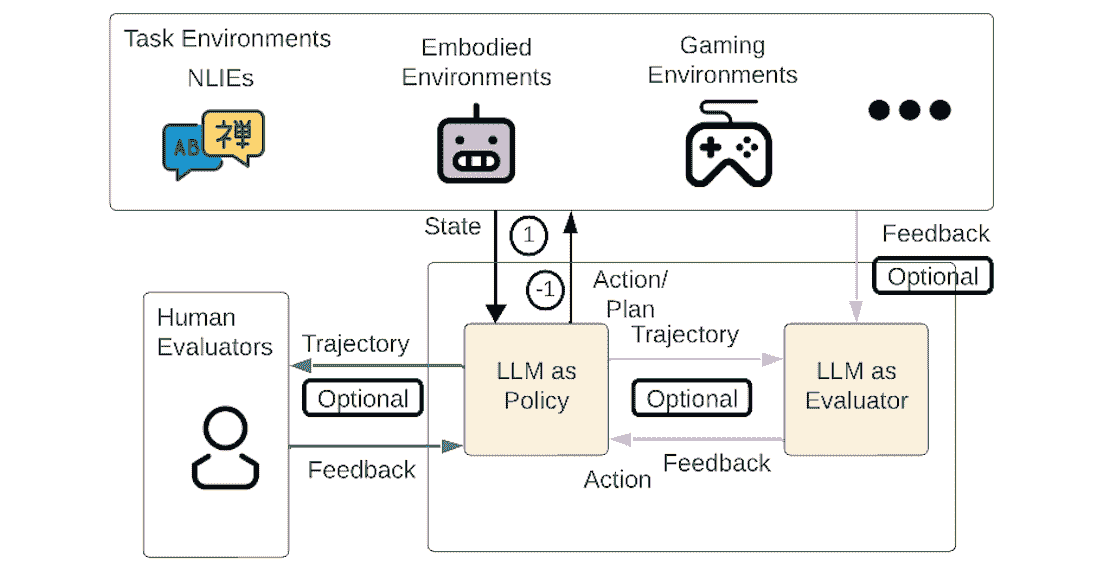 Task Environments
NLIEs
Embodied
Environments
Gaming
Environments
AB
禅
State
1
-1
Action/
Plan
Feedback
Optional
Human
Evaluators
Trajectory
Optional
Feedback
LLM as
Policy
Trajectory
Optional
Feedback
Action
LLM as
Evaluator